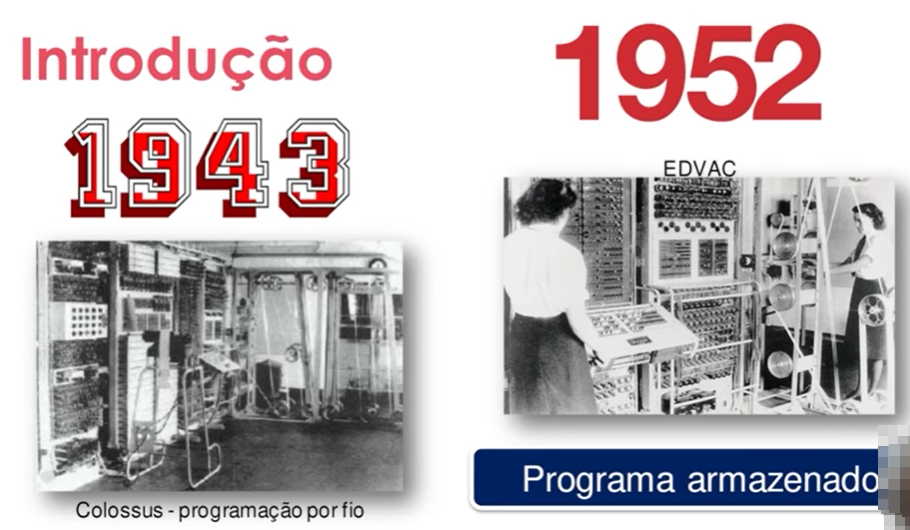 Introdução
1943
Colossus - programação por fio
1952
EDVAC
Programa armazenado